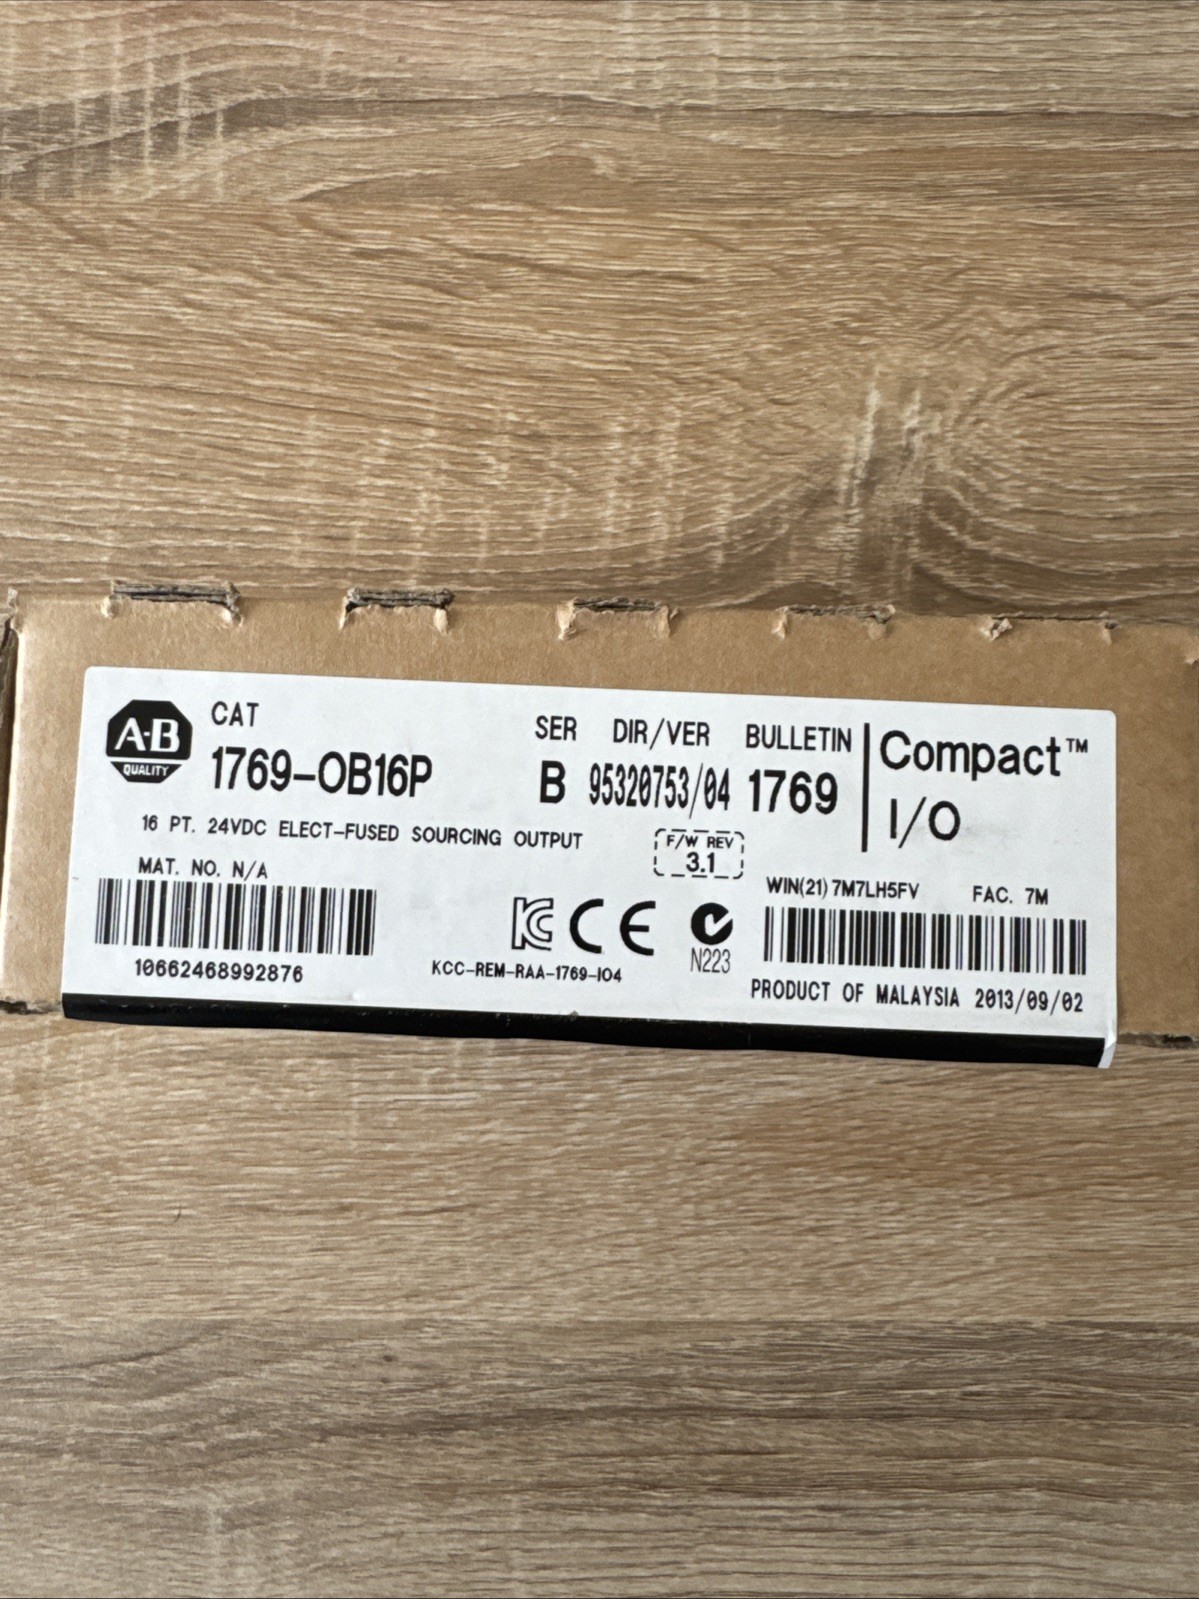 A-B
QUALITY
CAT
1769-OB16P
SER
B
DIR/VER
95320753/04
BULLETIN
1769
Compact™
I/O
16 PT. 24VDC ELECT-FUSED SOURCING OUTPUT
F/W REV
3.1
MAT. NO. N/A
10662468992876
KCC-REM-RAA-1769-IO4
CE
N223
WIN(21) 7M7LH5FV
FAC. 7M
PRODUCT OF MALAYSIA 2013/09/02